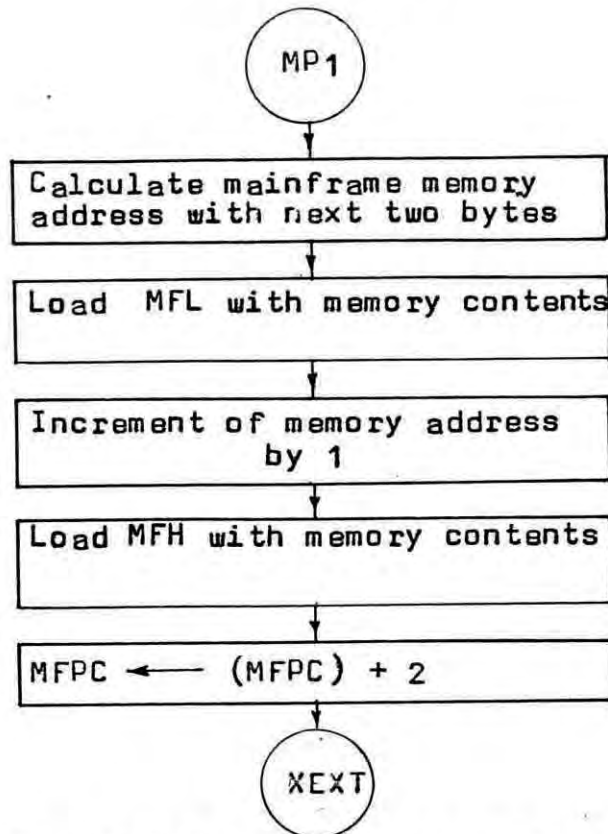 MP1
Calculate mainframe memory
address with next two bytes
Load MFL with memory contents
Increment of memory address
by 1
Load MFH with memory contents
MFPC ← (MFPC) + 2
XEXT